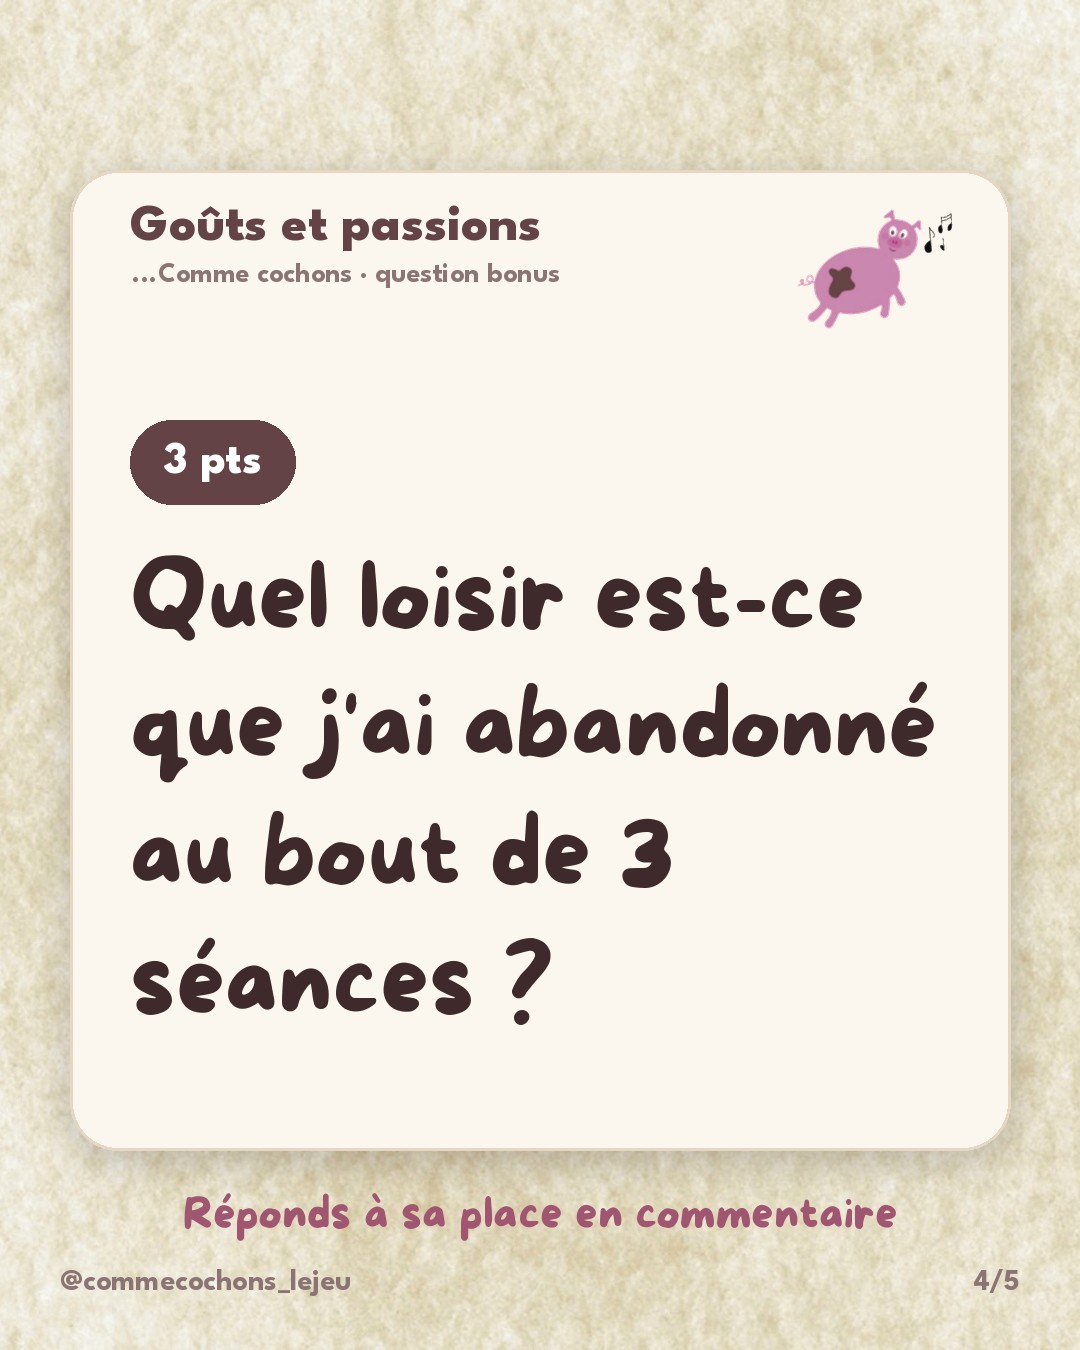 Goûts et passions
...Comme cochons · question bonus
3 pts
Quel loisir est-ce
que j'ai abandonné
au bout de 3
séances ?
Réponds à sa place en commentaire
@commecochons_lejeu
4/5